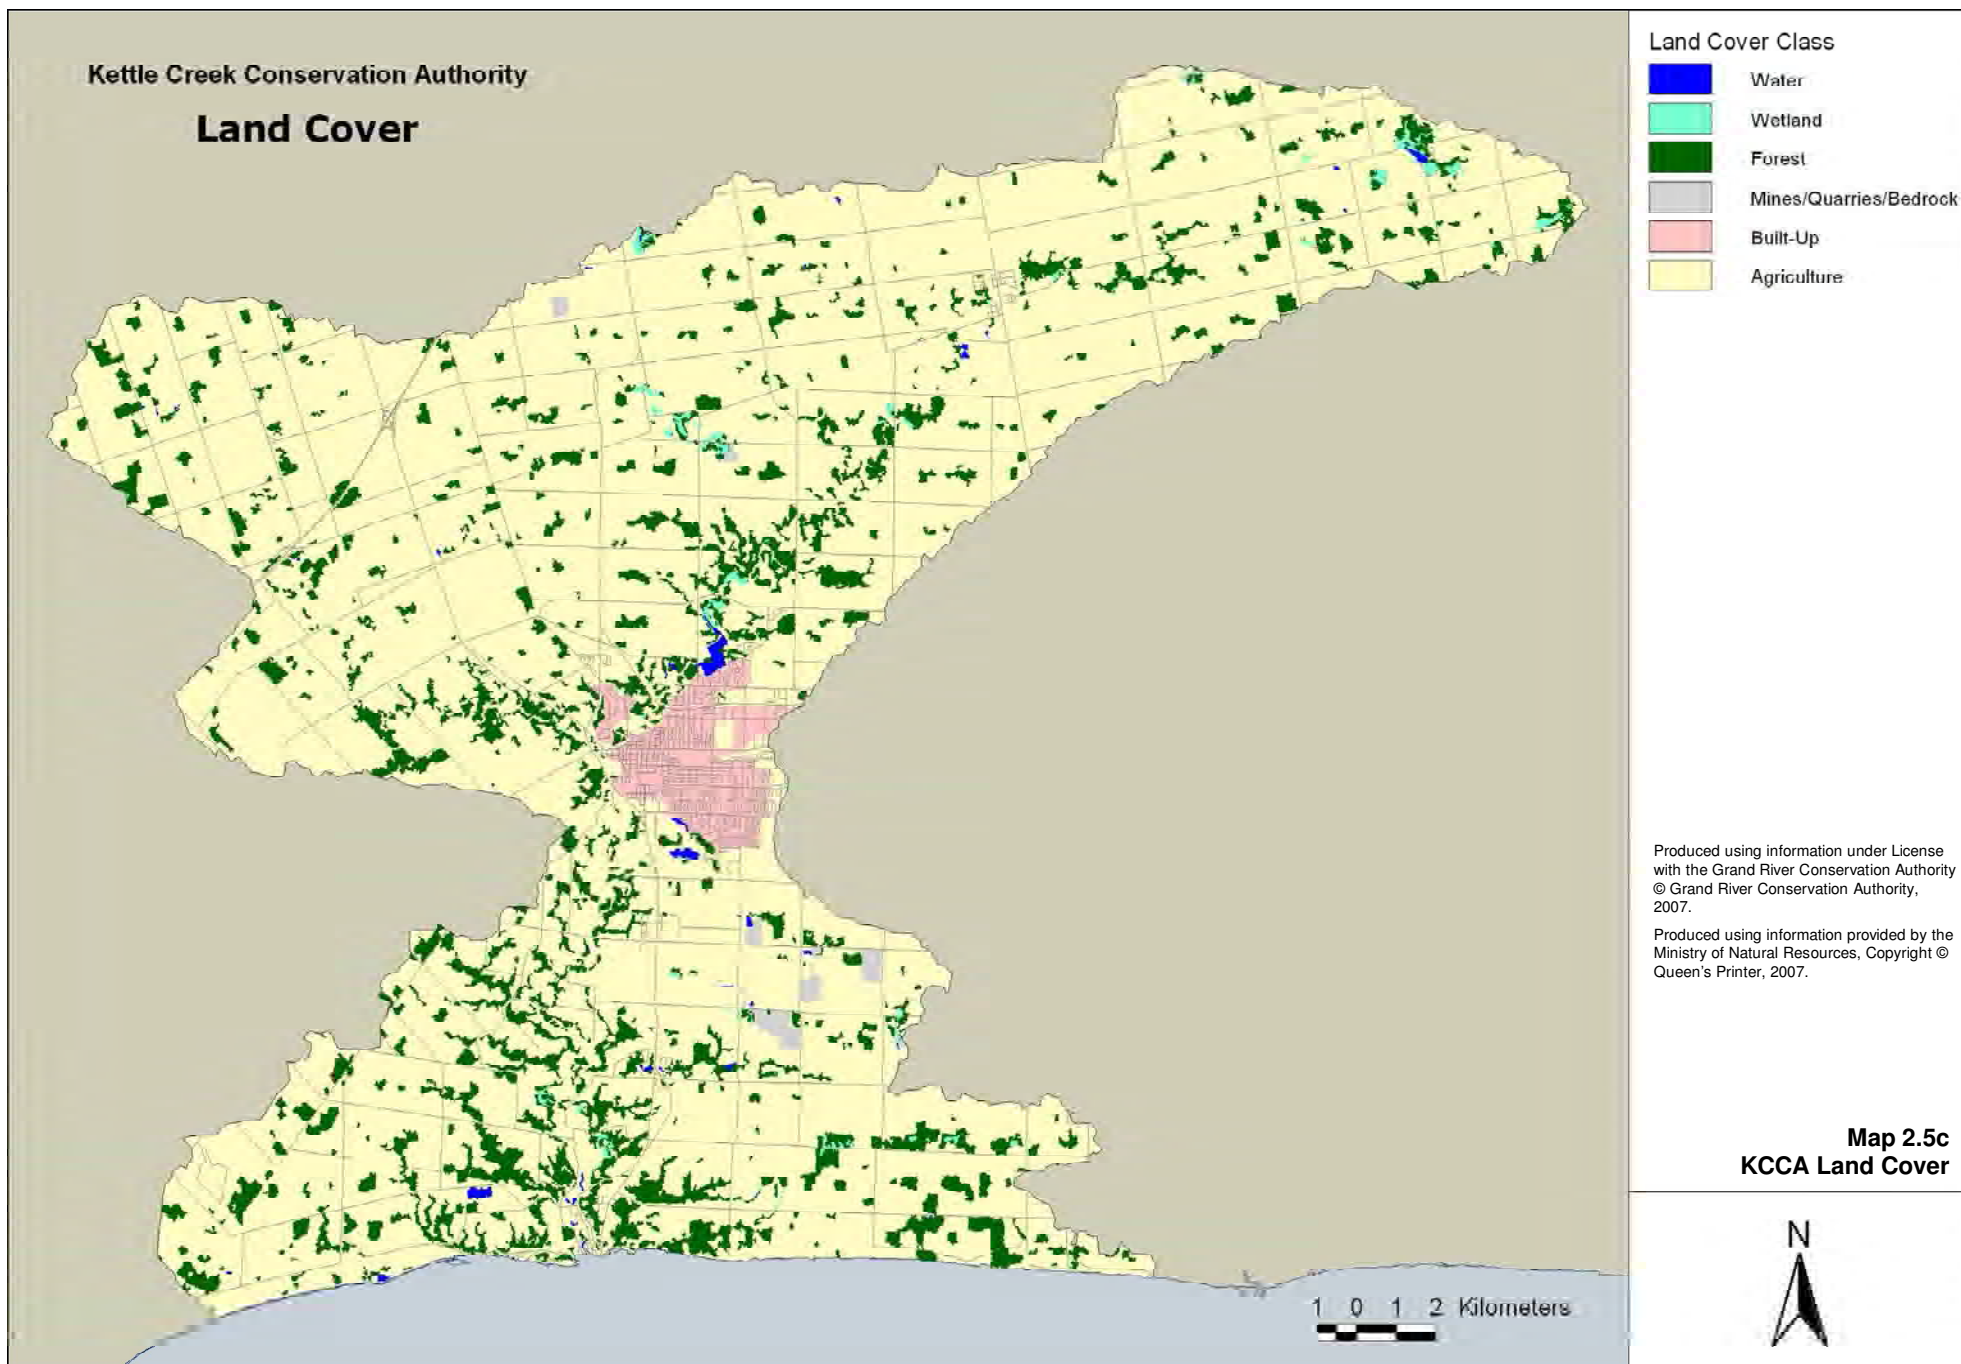 Kettle Creek Conservation Authority
Land Cover
Land Cover Class
Water
Wetland
Forest
Mines/Quarries/Bedrock
Built-Up
Agriculture
Produced using information under License
with the Grand River Conservation Authority
© Grand River Conservation Authority,
2007.
Produced using information provided by the
Ministry of Natural Resources, Copyright ©
Queen's Printer, 2007.
Map 2.5c
KCCA Land Cover
N
1 0 1 2 Kilometers